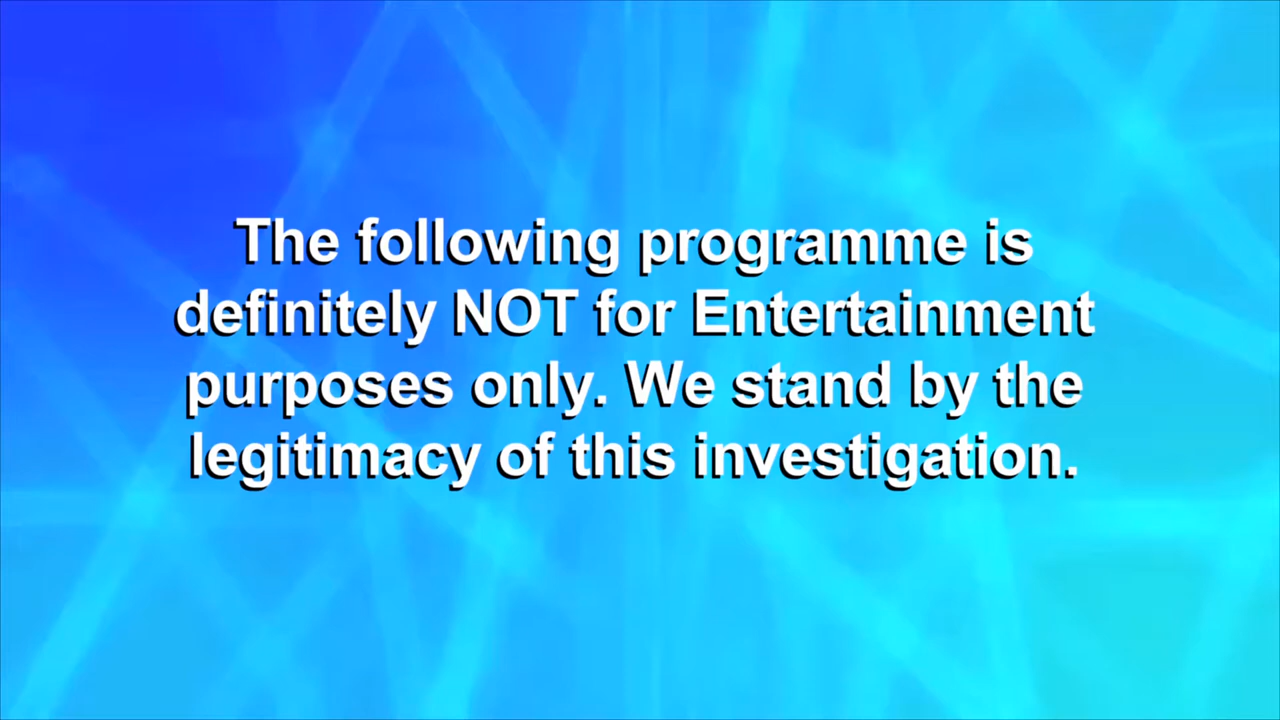 The following programme is
definitely NOT for Entertainment
purposes only. We stand by the
legitimacy of this investigation.